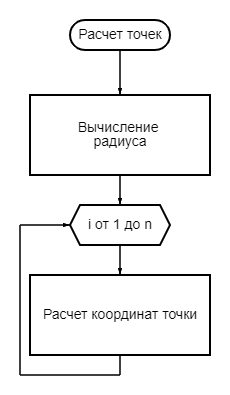 Расчет точек
Вычисление
радиуса
i от 1 до n
Расчет координат точки